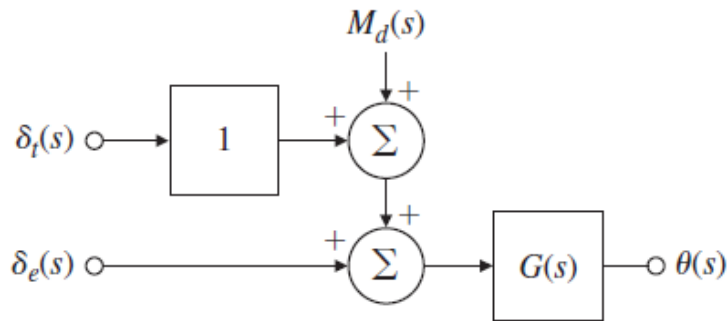 M_d(s)
+
δ_t(s) 1 + Σ
+
δ_e(s) + Σ G(s) θ(s)